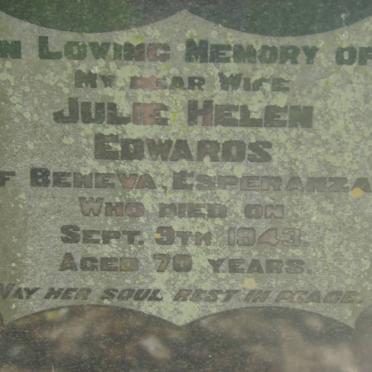 In Loving Memory of
My Dear Wife
Julie Helen
Edwards
of Beneva, Esperanza
Who died on
Sept. 9th 1943.
Aged 70 years.
May her soul rest in peace.